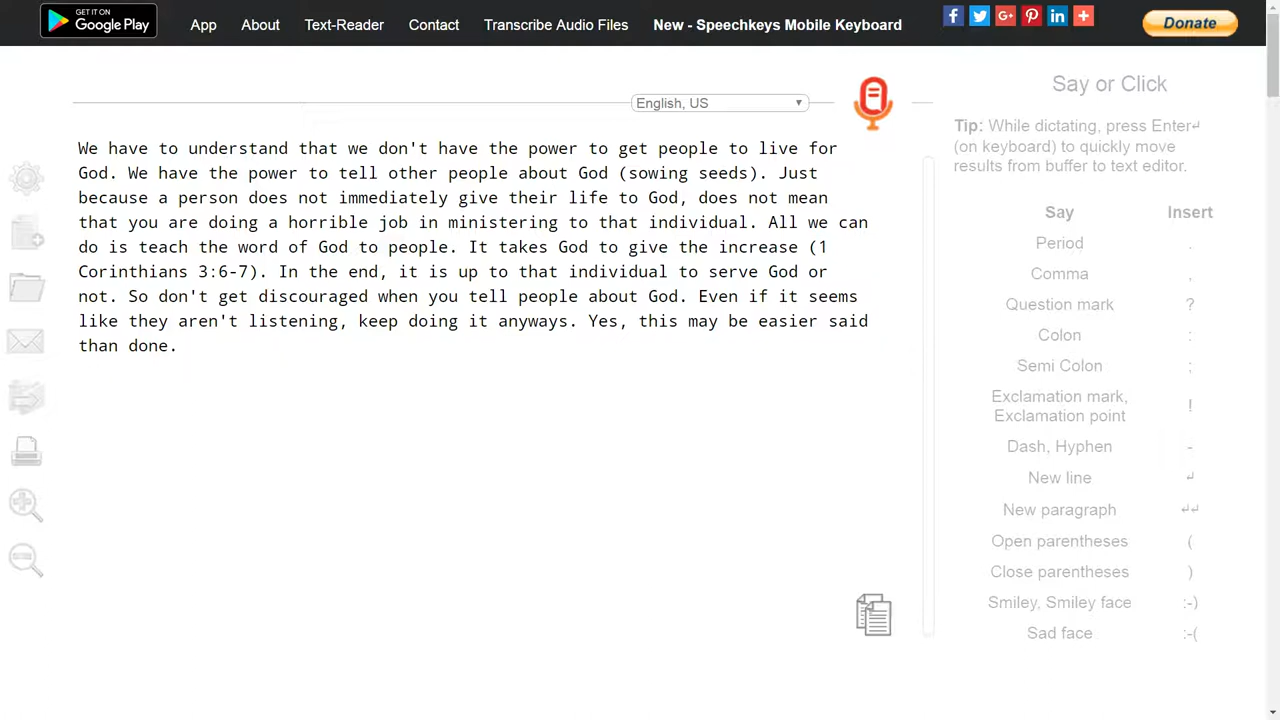 GET IT ON
Google Play
App
About
Text-Reader
Contact
Transcribe Audio Files
New - Speechkeys Mobile Keyboard
Donate
English, US
We have to understand that we don't have the power to get people to live for
God. We have the power to tell other people about God (sowing seeds). Just
because a person does not immediately give their life to God, does not mean
that you are doing a horrible job in ministering to that individual. All we can
do is teach the word of God to people. It takes God to give the increase (1
Corinthians 3:6-7). In the end, it is up to that individual to serve God or
not. So don't get discouraged when you tell people about God. Even if it seems
like they aren't listening, keep doing it anyways. Yes, this may be easier said
than done.
Say or Click
Tip: While dictating, press Enter↵
(on keyboard) to quickly move
results from buffer to text editor.
Say Insert
Period .
Comma ,
Question mark ?
Colon :
Semi Colon ;
Exclamation mark,
Exclamation point !
Dash, Hyphen -
New line ↵
New paragraph ↵↵
Open parentheses (
Close parentheses )
Smiley, Smiley face :-)
Sad face :-(